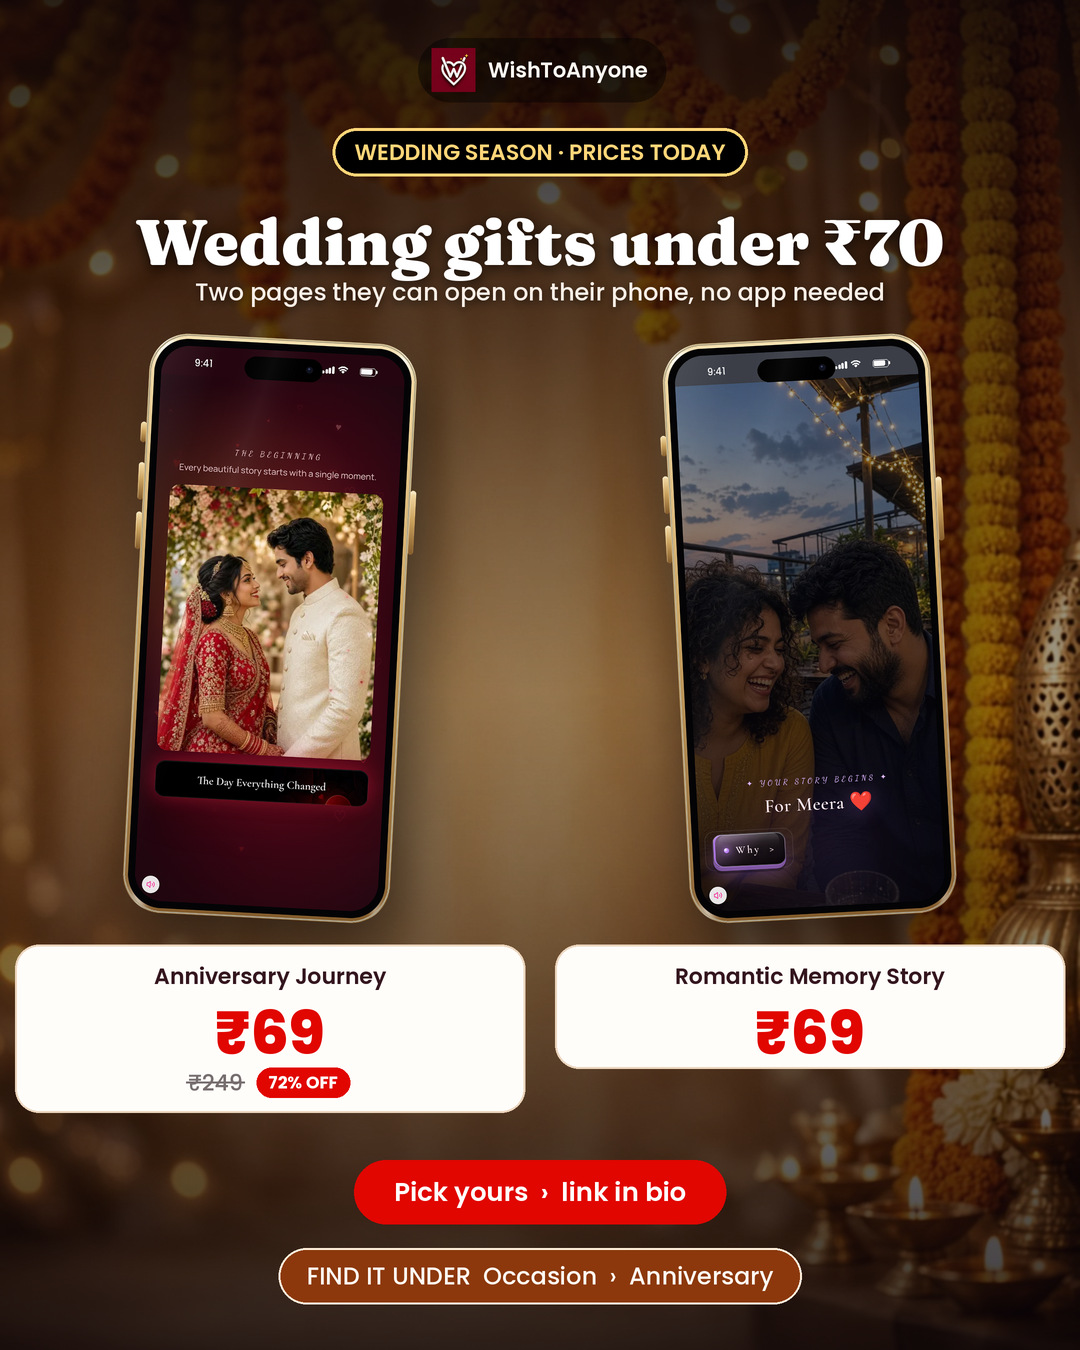 WishToAnyone
WEDDING SEASON · PRICES TODAY
Wedding gifts under ₹70
Two pages they can open on their phone, no app needed
9:41
THE BEGINNING
Every beautiful story starts with a single moment.
The Day Everything Changed
9:41
✦ YOUR STORY BEGINS ✦
For Meera ❤️
Why >
Anniversary Journey
₹69
₹249 72% OFF
Romantic Memory Story
₹69
Pick yours › link in bio
FIND IT UNDER Occasion › Anniversary